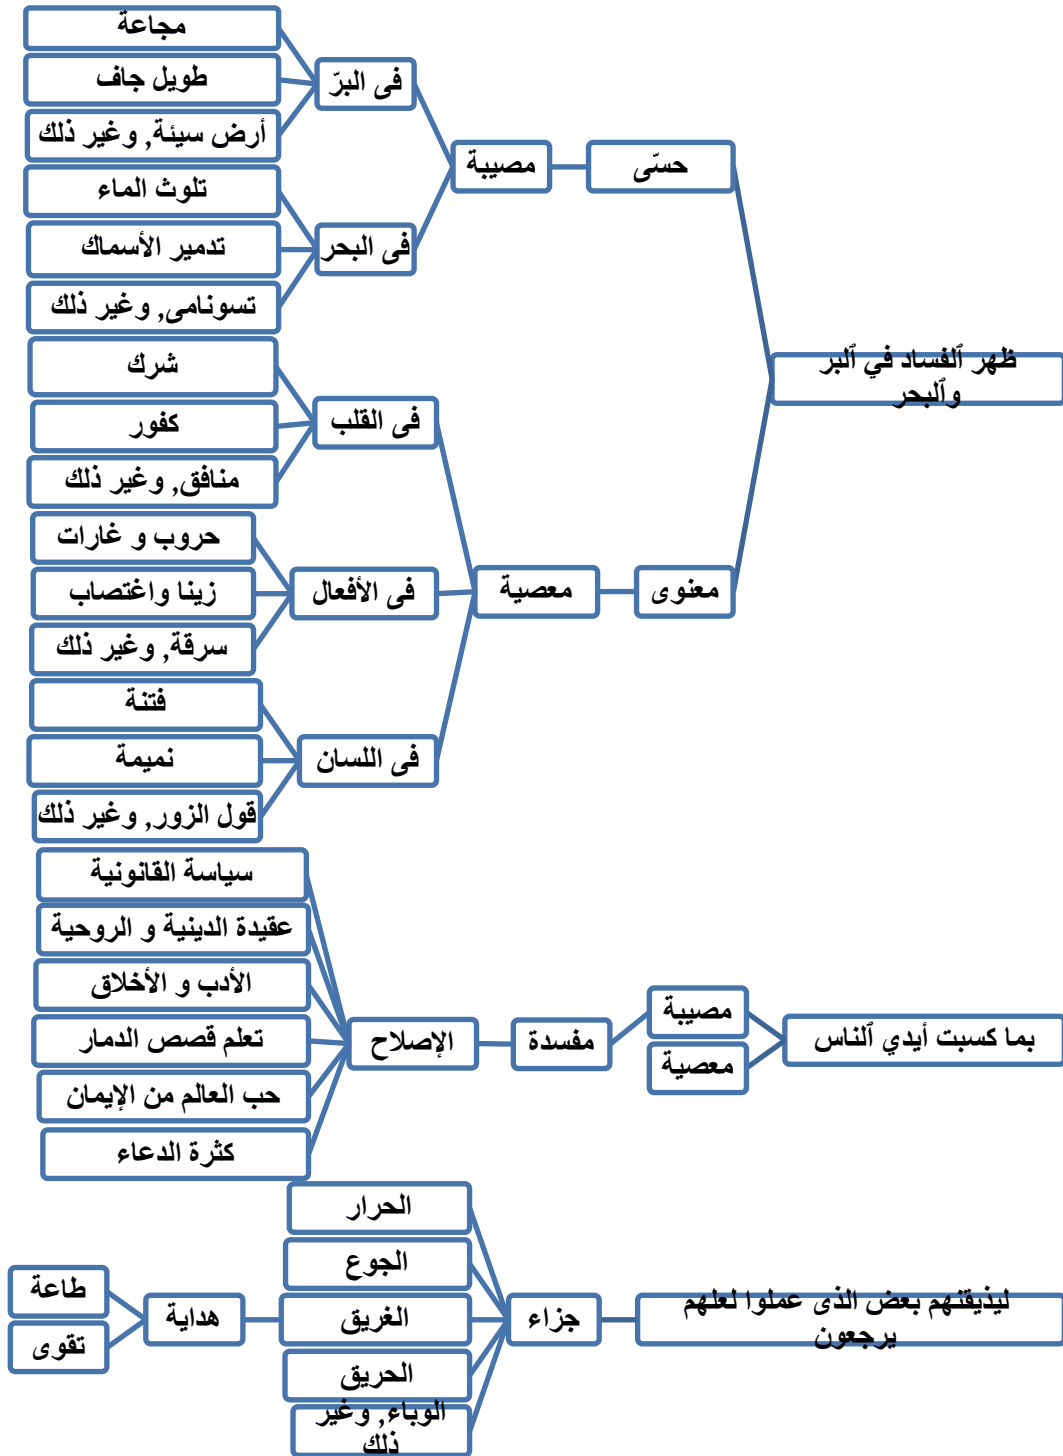 ظهر ٱلفساد في ٱلبر
وٱلبحر
حسّى
مصيبة
فى البرّ
مجاعة
طويل جاف
أرض سيئة, وغير ذلك
فى البحر
تلوث الماء
تدمير الأسماك
تسونامى, وغير ذلك
معنوى
معصية
فى القلب
شرك
كفور
منافق, وغير ذلك
فى الأفعال
حروب و غارات
زينا واغتصاب
سرقة, وغير ذلك
فى اللسان
فتنة
نميمة
قول الزور, وغير ذلك
بما كسبت أيدي ٱلناس
مصيبة
معصية
مفسدة
الإصلاح
سياسة القانونية
عقيدة الدينية و الروحية
الأدب و الأخلاق
تعلم قصص الدمار
حب العالم من الإيمان
كثرة الدعاء
ليذيقتهم بعض الذى عملوا لعلهم
يرجعون
جزاء
الحرار
الجوع
الغريق
الحريق
الوباء, وغير
ذلك
هداية
طاعة
تقوى